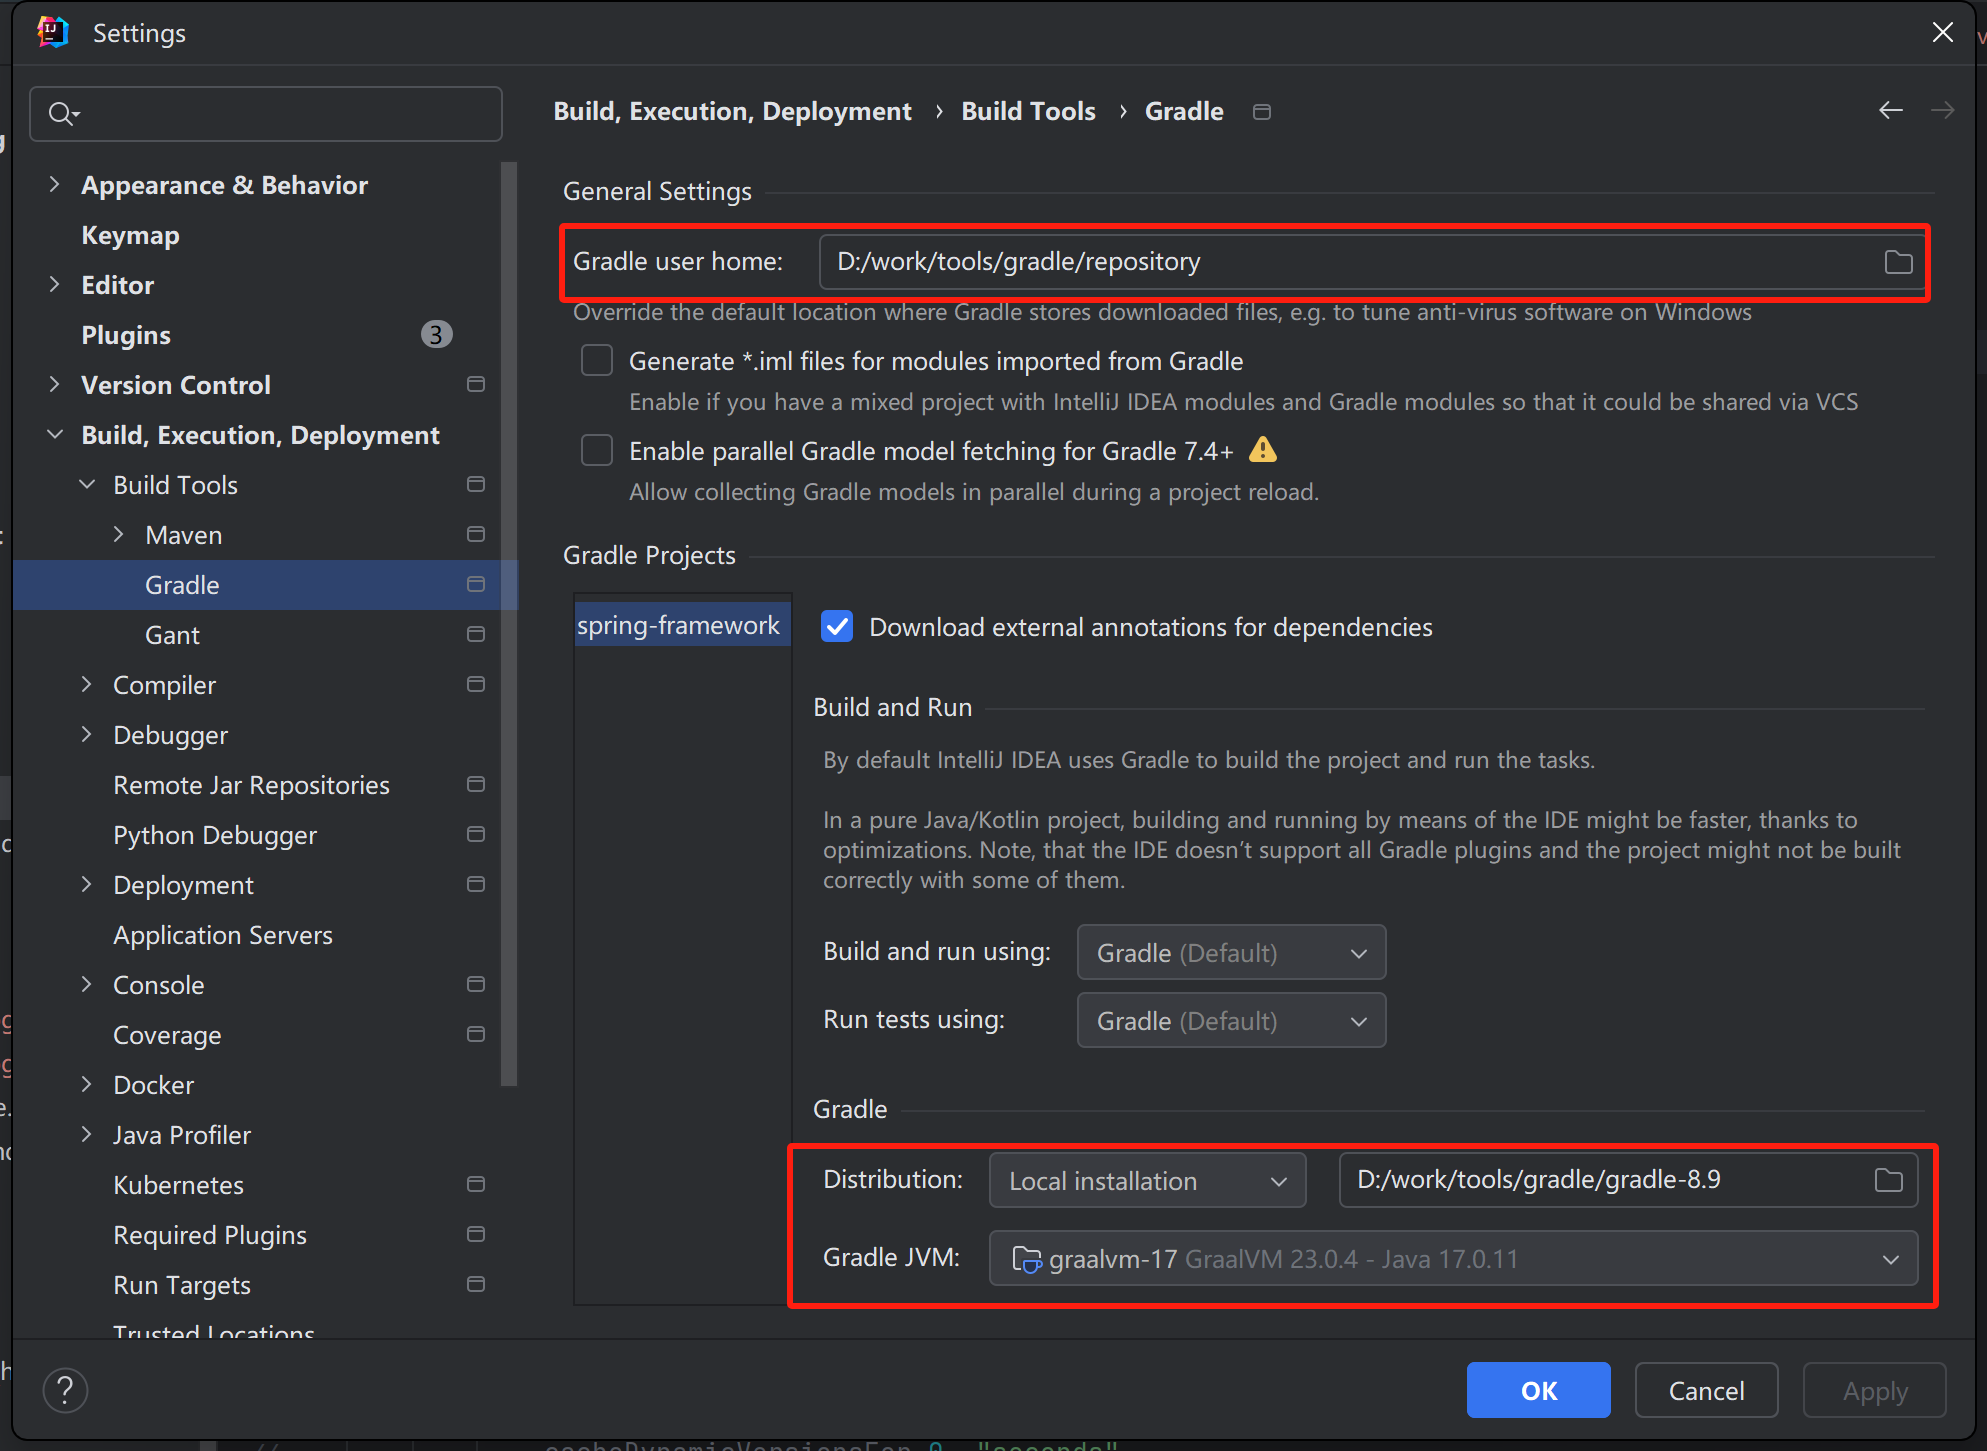 Settings
Appearance & Behavior
Keymap
Editor
Plugins 3
Version Control
Build, Execution, Deployment
Build Tools
Maven
Gradle
Gant
Compiler
Debugger
Remote Jar Repositories
Python Debugger
Deployment
Application Servers
Console
Coverage
Docker
Java Profiler
Kubernetes
Required Plugins
Run Targets
Trusted Locations
Build, Execution, Deployment › Build Tools › Gradle
General Settings
Gradle user home: D:/work/tools/gradle/repository
Override the default location where Gradle stores downloaded files, e.g. to tune anti-virus software on Windows
Generate *.iml files for modules imported from Gradle
Enable if you have a mixed project with IntelliJ IDEA modules and Gradle modules so that it could be shared via VCS
Enable parallel Gradle model fetching for Gradle 7.4+
Allow collecting Gradle models in parallel during a project reload.
Gradle Projects
spring-framework
Download external annotations for dependencies
Build and Run
By default IntelliJ IDEA uses Gradle to build the project and run the tasks.
In a pure Java/Kotlin project, building and running by means of the IDE might be faster, thanks to
optimizations. Note, that the IDE doesn't support all Gradle plugins and the project might not be built
correctly with some of them.
Build and run using: Gradle (Default)
Run tests using: Gradle (Default)
Gradle
Distribution: Local installation D:/work/tools/gradle/gradle-8.9
Gradle JVM: graalvm-17 GraalVM 23.0.4 - Java 17.0.11
? OK Cancel Apply